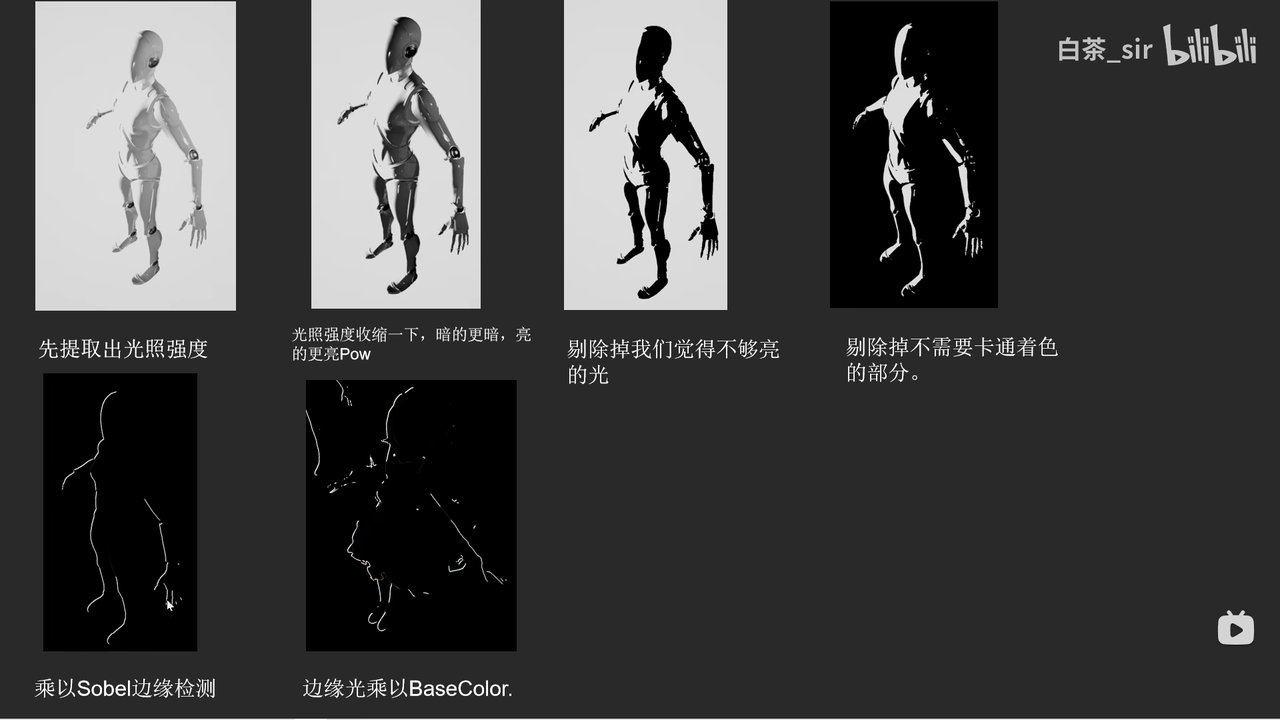 白茶_sir bilibili
先提取出光照强度
光照强度收缩一下，暗的更暗，亮
的更亮Pow
剔除掉我们觉得不够亮
的光
剔除掉不需要卡通着色
的部分。
乘以Sobel边缘检测
边缘光乘以BaseColor.